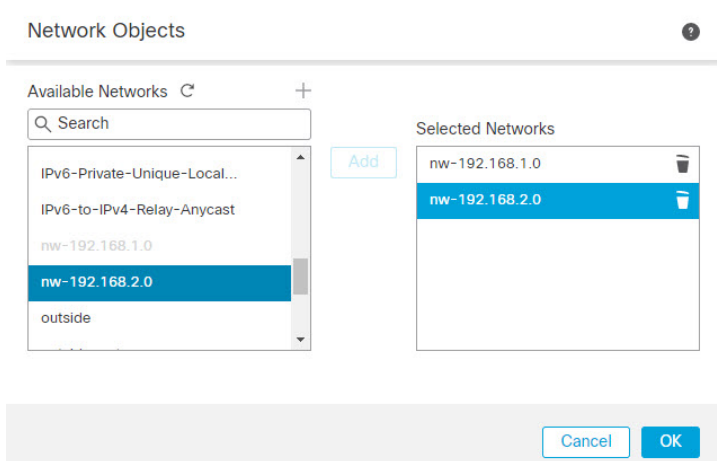 Network Objects
?
Available Networks
Search
IPv6-Private-Unique-Local...
IPv6-to-IPv4-Relay-Anycast
nw-192.168.1.0
nw-192.168.2.0
outside
Add
Selected Networks
nw-192.168.1.0
nw-192.168.2.0
Cancel
OK